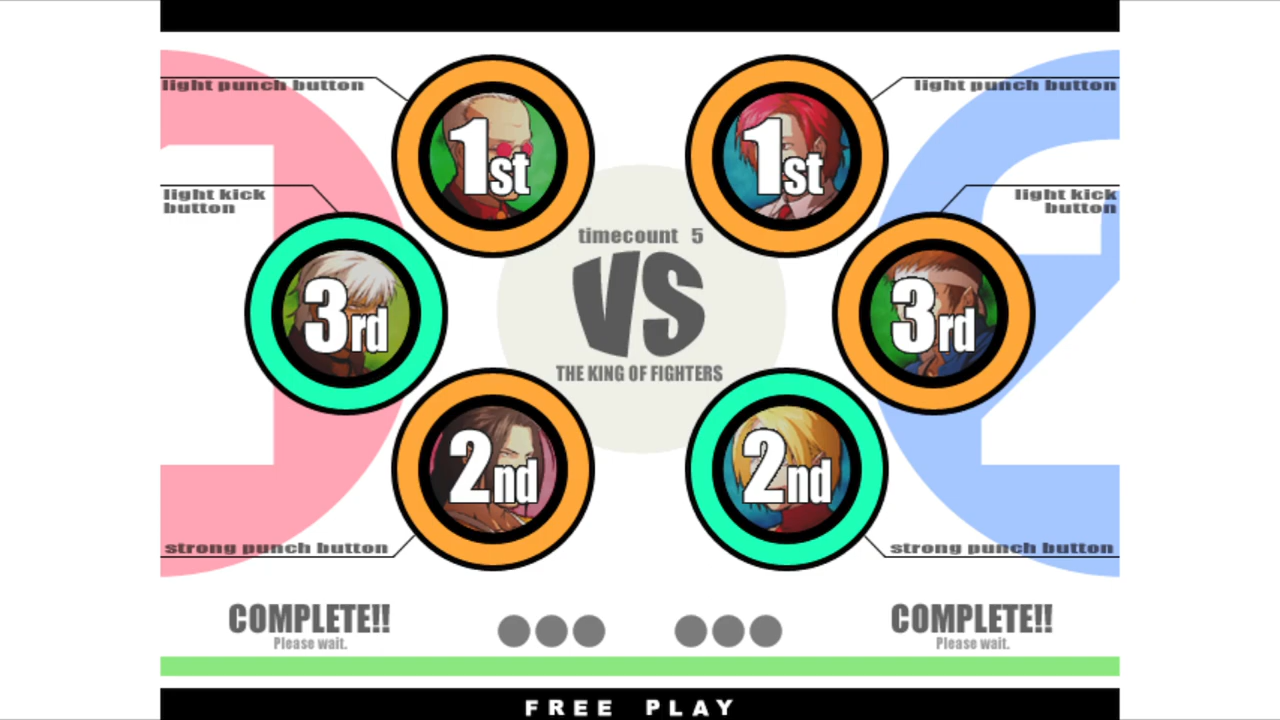 light punch button
light punch button
1st
1st
light kick
button
light kick
button
timecount 5
VS
THE KING OF FIGHTERS
3rd
3rd
2nd
2nd
strong punch button
strong punch button
COMPLETE!!
Please wait.
COMPLETE!!
Please wait.
FREE PLAY
1
2